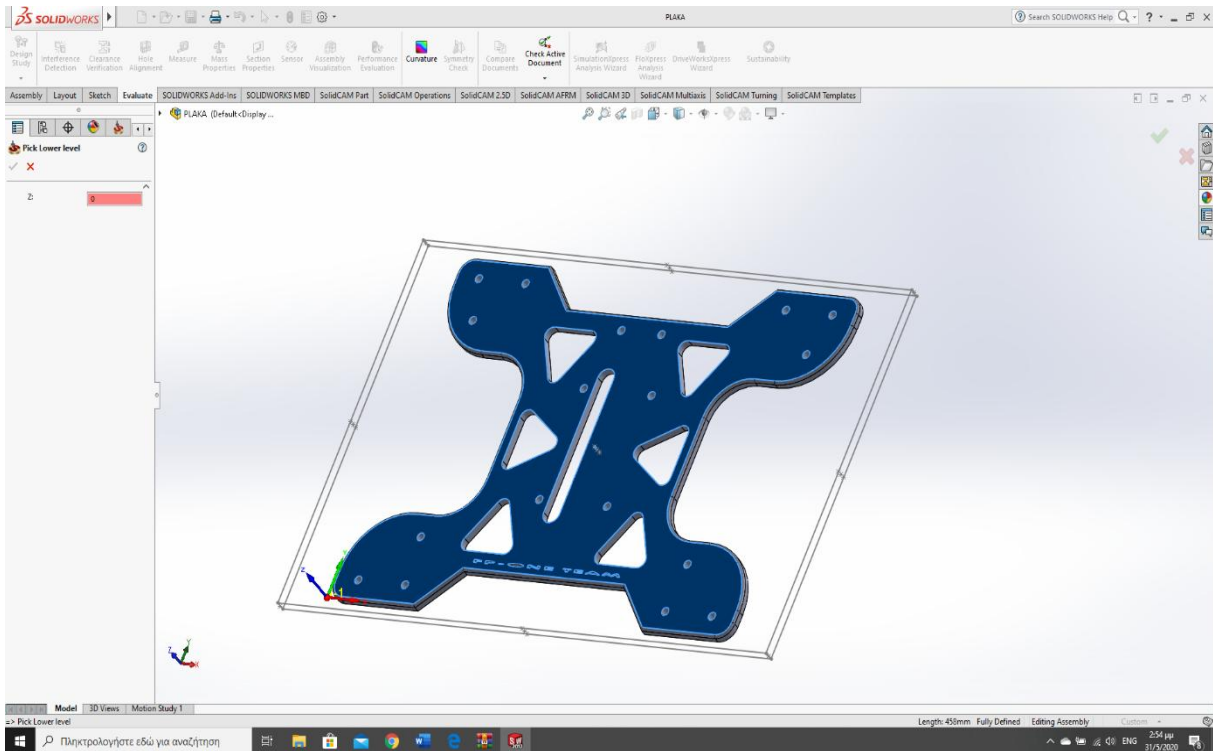 SOLIDWORKS
PLAKA
Search SOLIDWORKS Help
Design Study
Interference Detection
Clearance Verification
Hole Alignment
Measure
Mass Properties
Section Properties
Sensor
Assembly Visualization
Performance Evaluation
Curvature
Symmetry Check
Compare Documents
Check Active Document
SimulationXpress Analysis Wizard
FloXpress Analysis Wizard
DriveWorksXpress Wizard
Sustainability
Assembly Layout Sketch Evaluate SOLIDWORKS Add-Ins SOLIDWORKS MBD SolidCAM Part SolidCAM Operations SolidCAM 2.5D SolidCAM AFRM SolidCAM 3D SolidCAM Multiaxis SolidCAM Turning SolidCAM Templates
PLAKA (Default<Display ...
Pick Lower level
Z:
0
FF-ONE TEAM
Z
Y
1
Z
Y
X
Model 3D Views Motion Study 1
=> Pick Lower level
Length: 458mm Fully Defined Editing Assembly Custom
Πληκτρολογήστε εδώ για αναζήτηση
ENG
2:54 μμ
31/5/2020